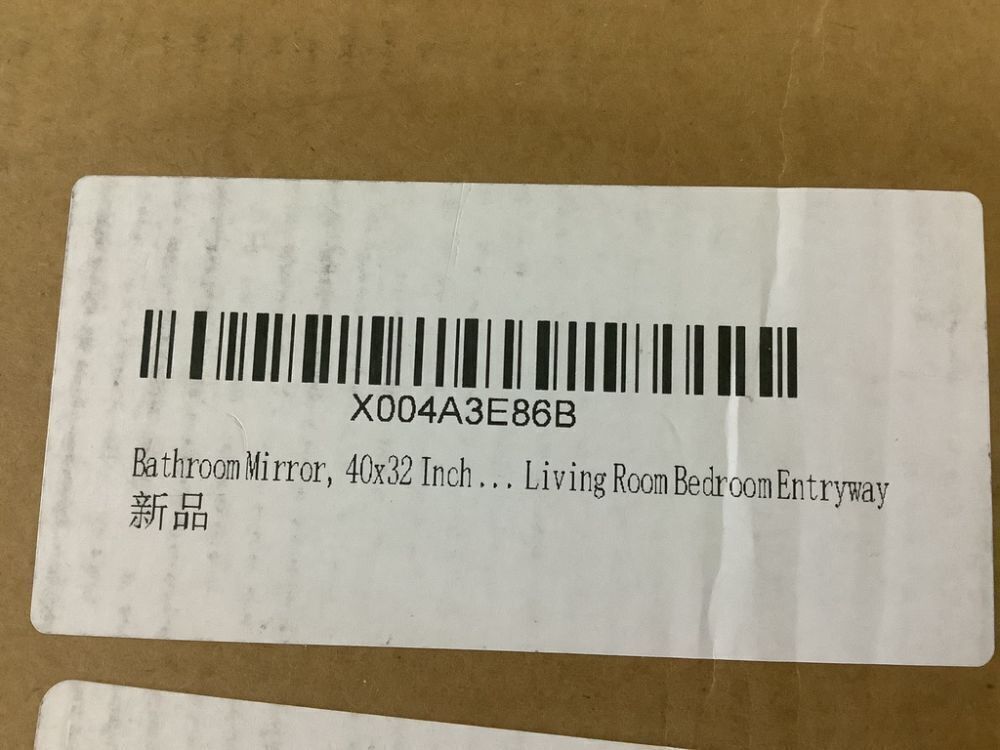 X004A3E86B
Bathroom Mirror, 40x32 Inch... Living Room Bedroom Entryway
新品